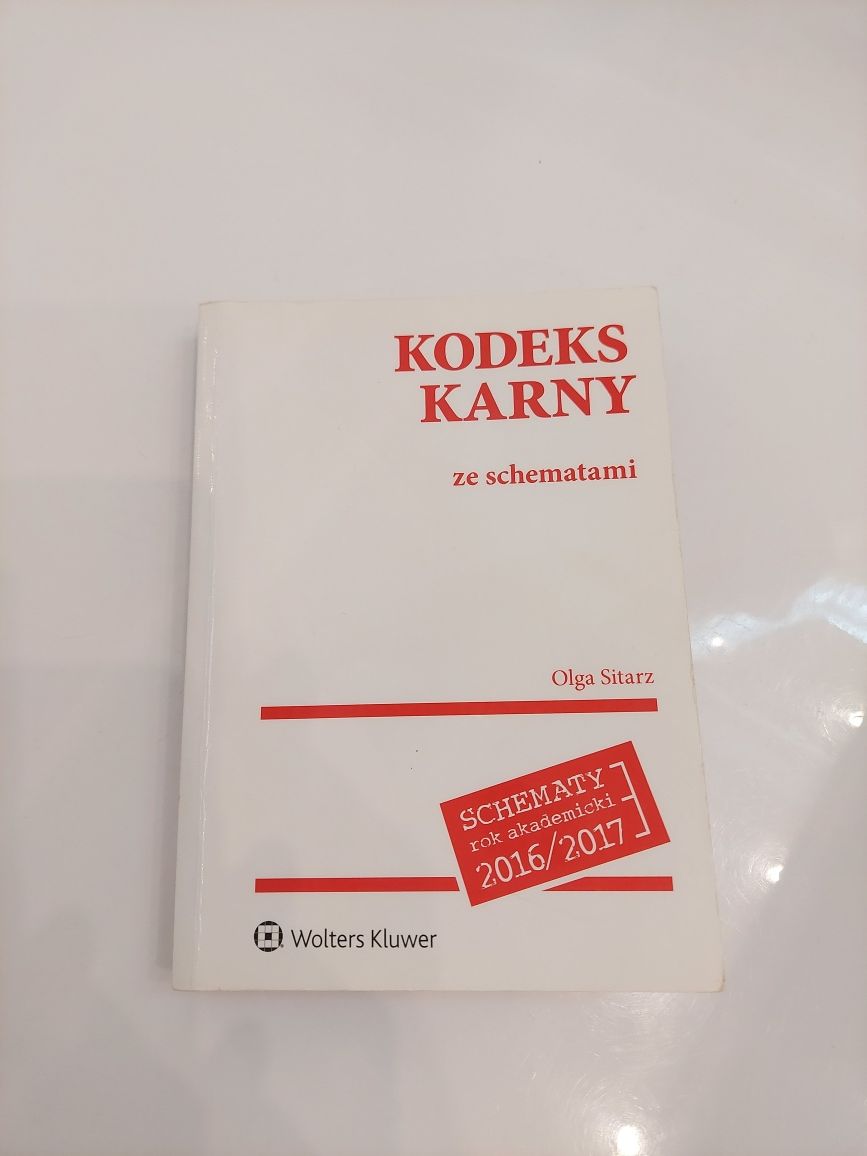 KODEKS
KARNY
ze schematami
Olga Sitarz
SCHEMATY
rok akademicki
2016/2017
Wolters Kluwer